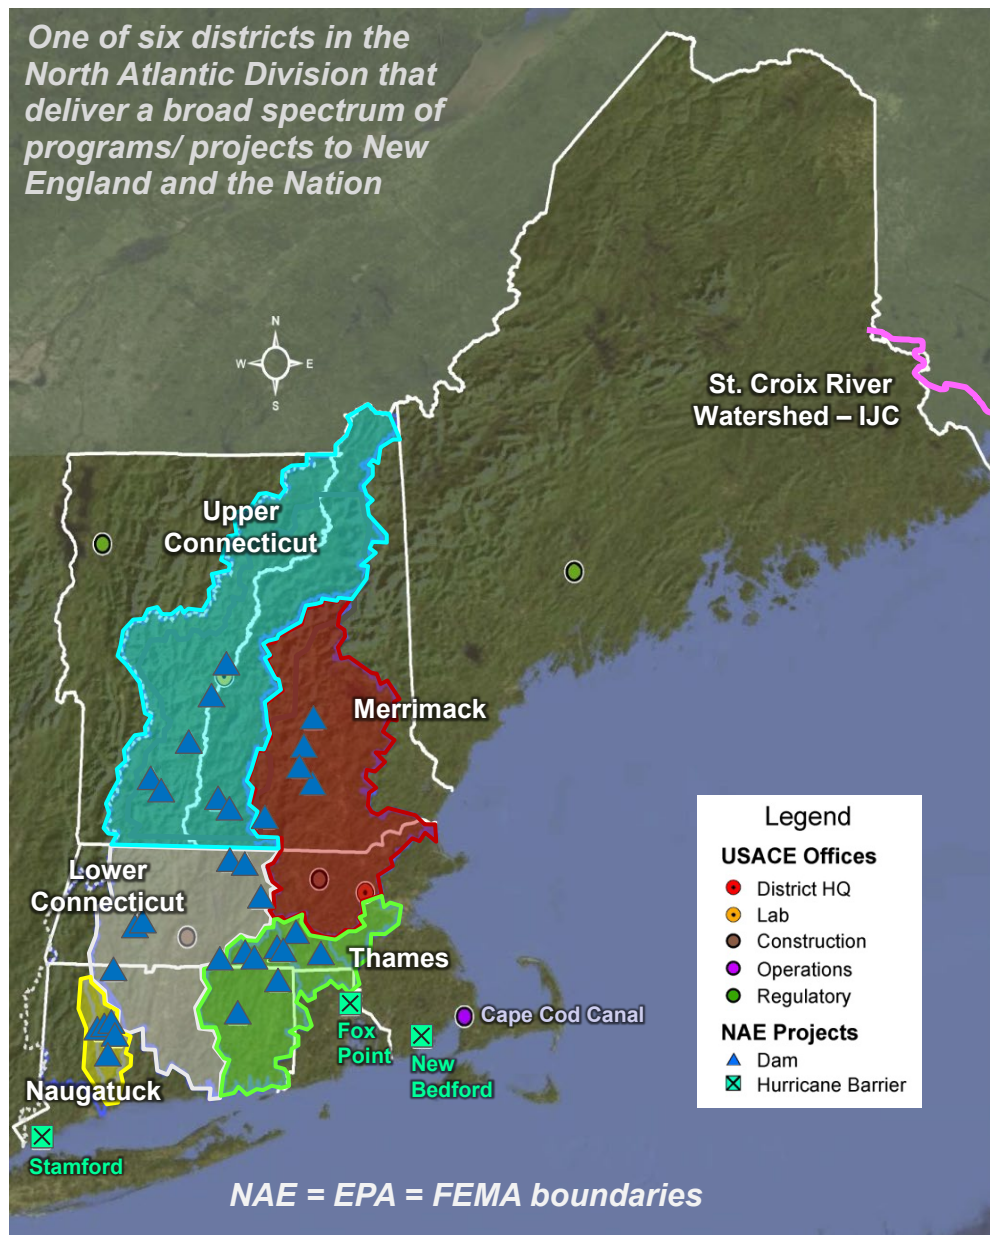 One of six districts in the
North Atlantic Division that
deliver a broad spectrum of
programs/ projects to New
England and the Nation
N
W
E
S
St. Croix River
Watershed – IJC
Upper
Connecticut
Merrimack
Lower
Connecticut
Thames
Fox
Point
Cape Cod Canal
New
Bedford
Naugatuck
Stamford
Legend
USACE Offices
District HQ
Lab
Construction
Operations
Regulatory
NAE Projects
Dam
Hurricane Barrier
NAE = EPA = FEMA boundaries